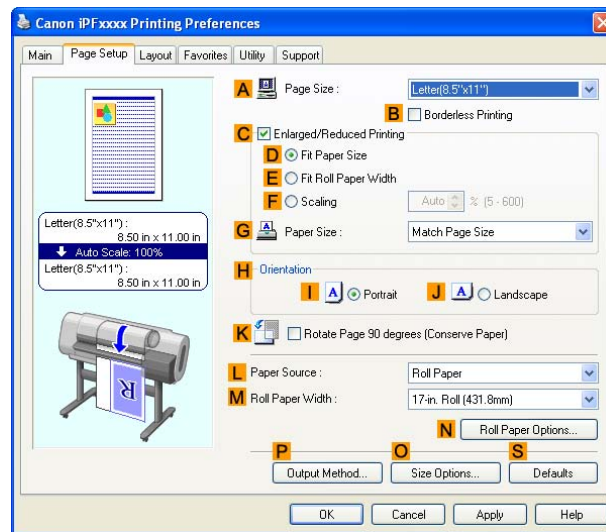 Canon iPFxxxx Printing Preferences
Main Page Setup Layout Favorites Utility Support
A Page Size : Letter(8.5"x11")
B Borderless Printing
C Enlarged/Reduced Printing
D Fit Paper Size
E Fit Roll Paper Width
F Scaling Auto % (5 - 600)
Letter(8.5"x11") :
8.50 in x 11.00 in
Auto Scale: 100%
Letter(8.5"x11") :
8.50 in x 11.00 in
G Paper Size : Match Page Size
H Orientation
I A Portrait J A Landscape
K Rotate Page 90 degrees (Conserve Paper)
R
L Paper Source : Roll Paper
M Roll Paper Width : 17-in. Roll (431.8mm)
N Roll Paper Options...
P O S
Output Method... Size Options... Defaults
OK Cancel Apply Help